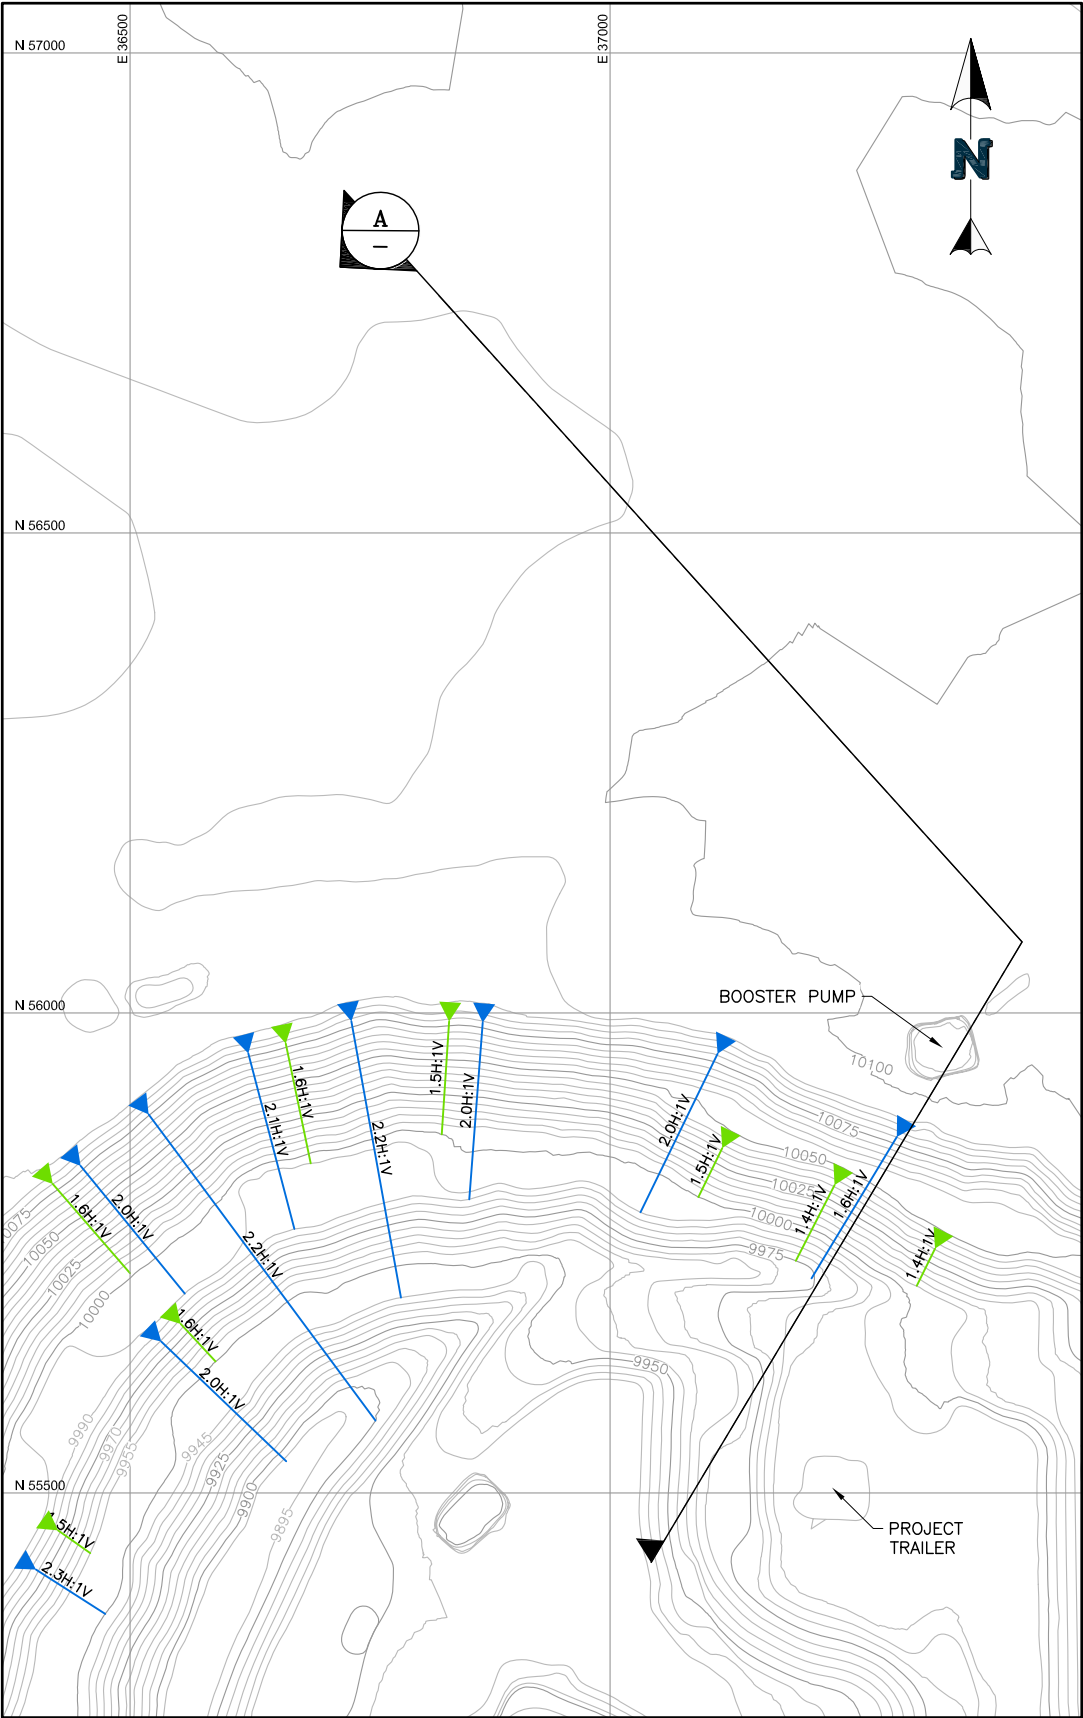 E 36500
E 37000
N 57000
N
A
–
N 56500
BOOSTER PUMP
N 56000
10100
10075
10050
10025
10000
9975
1.5H:1V
2.0H:1V
1.6H:1V
2.1H:1V
2.2H:1V
2.0H:1V
1.5H:1V
1.4H:1V
1.6H:1V
1.4H:1V
1.6H:1V
2.0H:1V
2.2H:1V
0075
10050
10025
10000
1.6H:1V
2.0H:1V
9950
9990
9970
9955
9945
9925
9900
9895
N 55500
.5H:1V
2.3H:1V
PROJECT
TRAILER